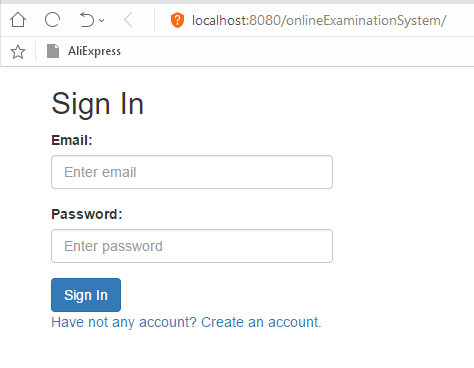 localhost:8080/onlineExaminationSystem/
AliExpress
Sign In
Email:
Enter email
Password:
Enter password
Sign In
Have not any account? Create an account.